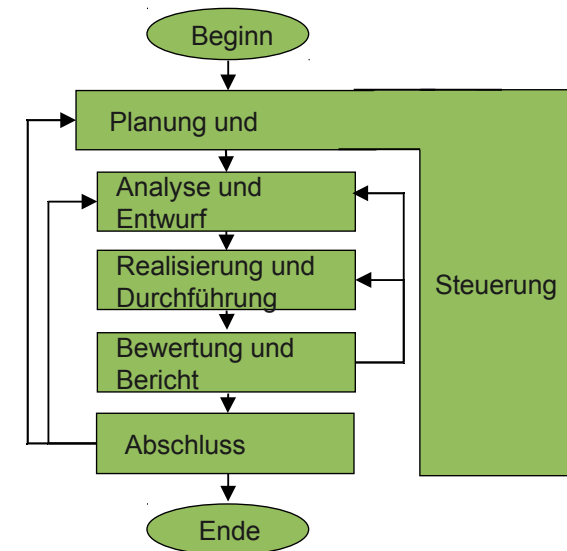 Beginn
Planung und
Analyse und
Entwurf
Realisierung und
Durchführung
Steuerung
Bewertung und
Bericht
Abschluss
Ende